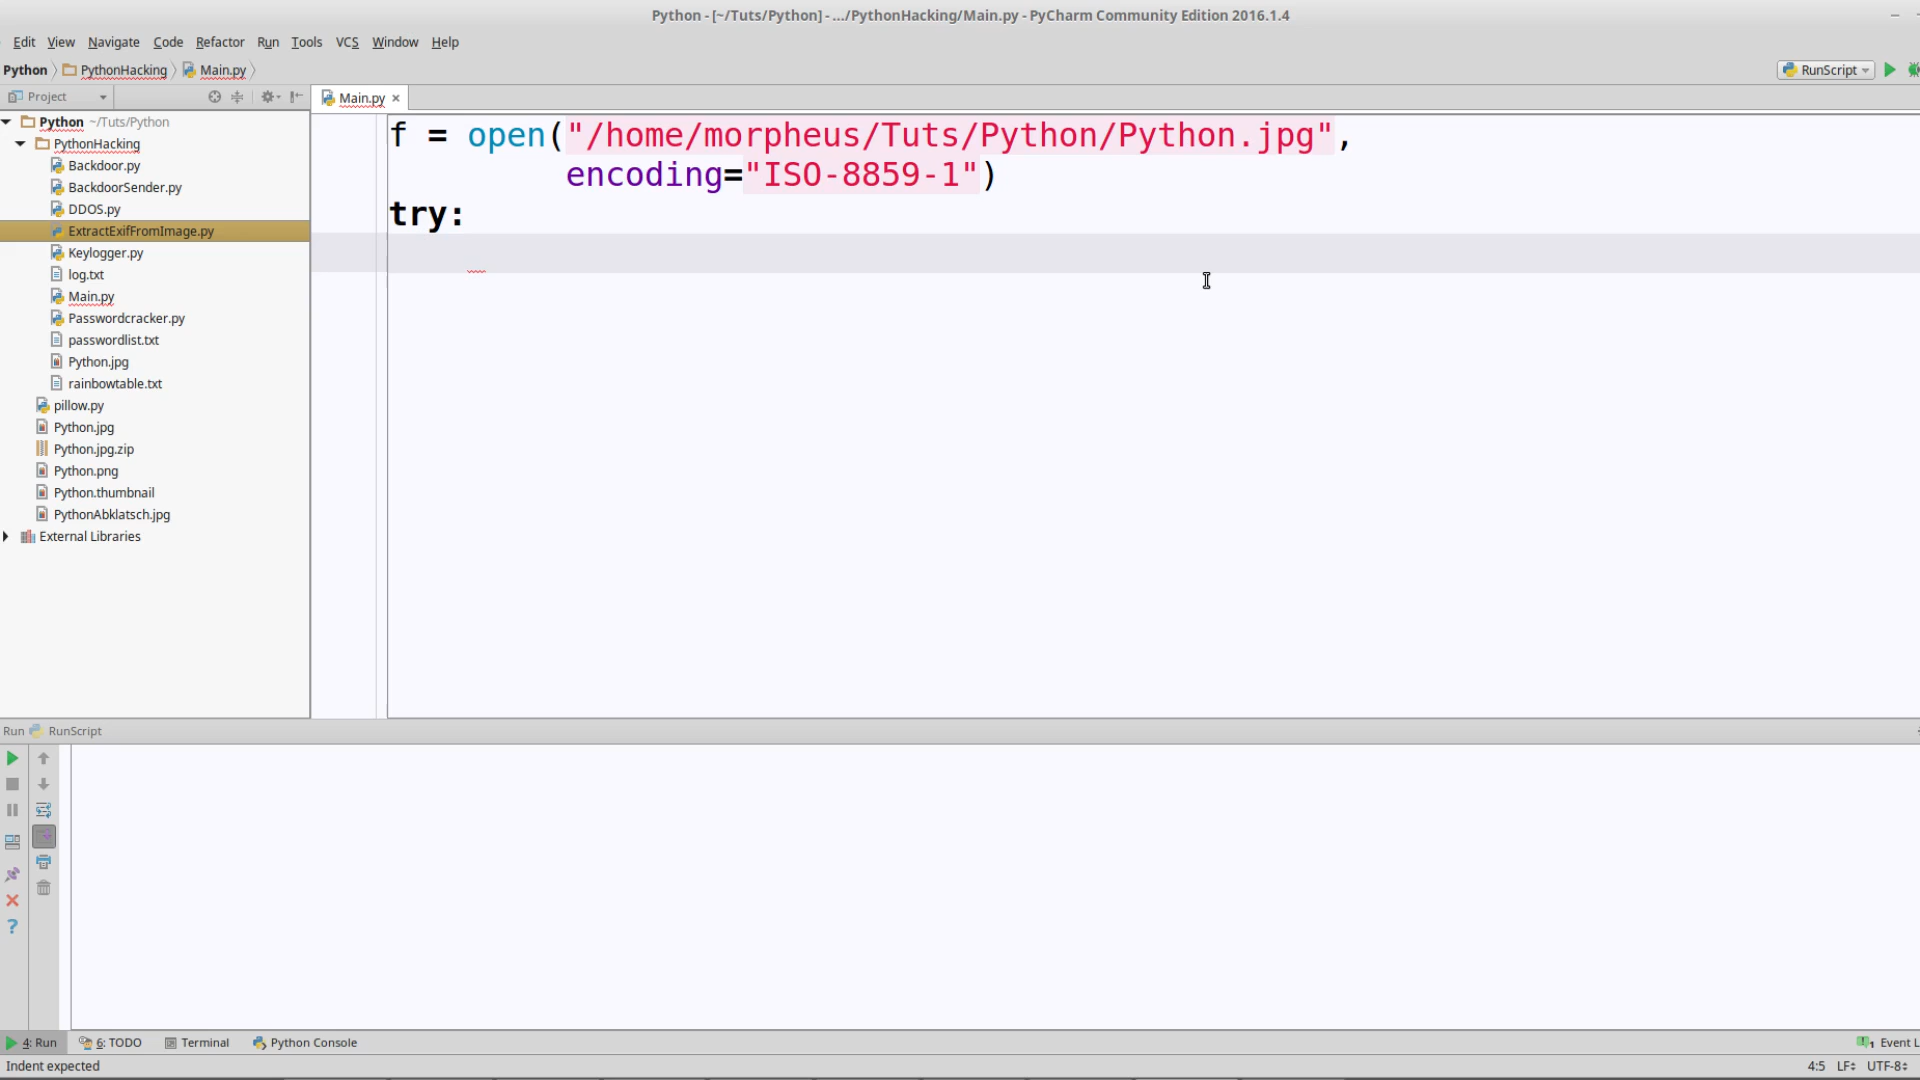 Python - [~/Tuts/Python] - .../PythonHacking/Main.py - PyCharm Community Edition 2016.1.4
Edit View Navigate Code Refactor Run Tools VCS Window Help
Python PythonHacking Main.py RunScript
Project Main.py
Python ~/Tuts/Python
PythonHacking
Backdoor.py
BackdoorSender.py
DDOS.py
ExtractExifFromImage.py
Keylogger.py
log.txt
Main.py
Passwordcracker.py
passwordlist.txt
Python.jpg
rainbowtable.txt
pillow.py
Python.jpg
Python.jpg.zip
Python.png
Python.thumbnail
PythonAbklatsch.jpg
External Libraries
f = open("/home/morpheus/Tuts/Python/Python.jpg",
encoding="ISO-8859-1")
try:
Run RunScript
4: Run 6: TODO Terminal Python Console 1 Event L
Indent expected 4:5 LF UTF-8